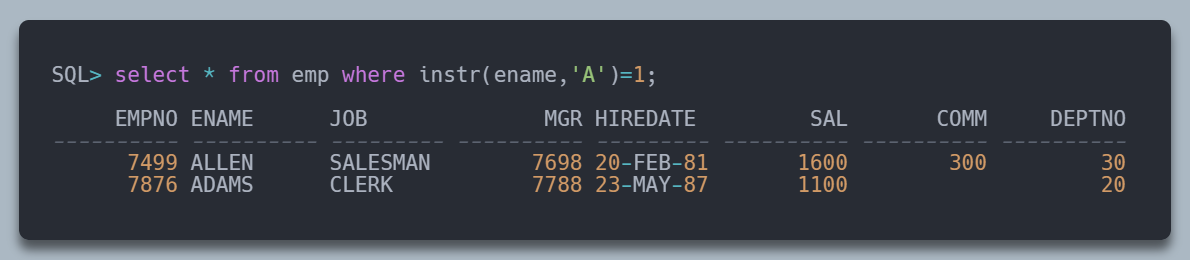 SQL> select * from emp where instr(ename,'A')=1;
     EMPNO ENAME      JOB              MGR HIREDATE         SAL       COMM     DEPTNO
---------- ---------- --------- ---------- --------- ---------- ---------- ----------
      7499 ALLEN      SALESMAN        7698 20-FEB-81       1600        300         30
      7876 ADAMS      CLERK           7788 23-MAY-87       1100                    20